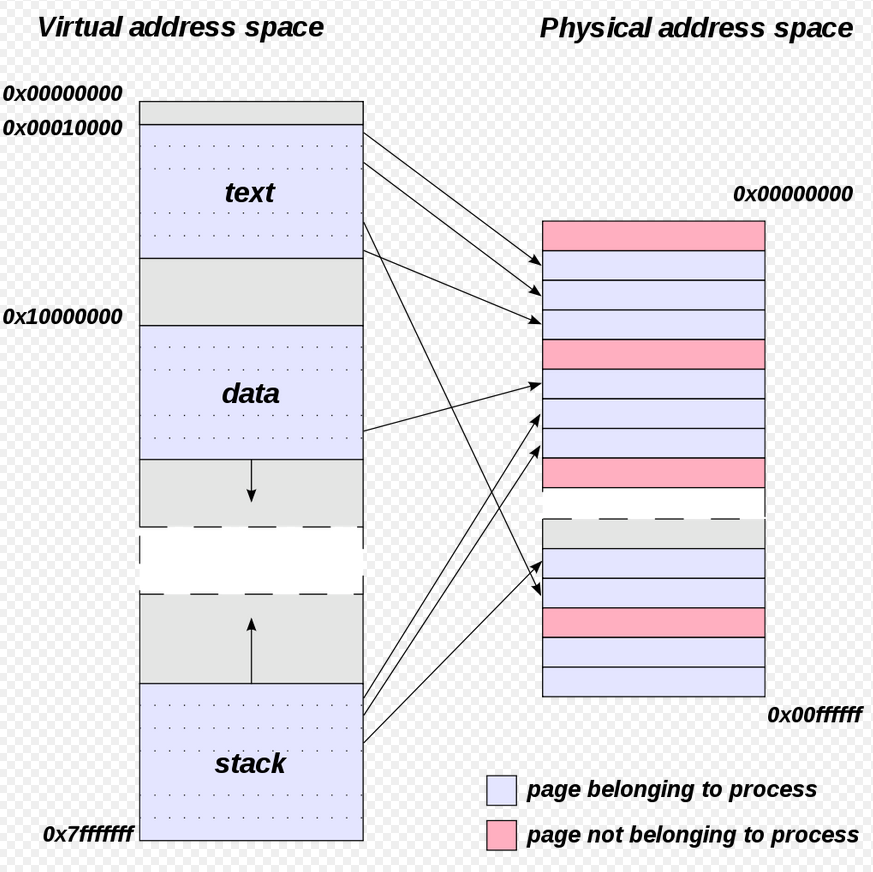 Virtual address space
Physical address space
0x00000000
0x00010000
text
0x00000000
0x10000000
data
stack
0x7fffffff
0x00ffffff
page belonging to process
page not belonging to process